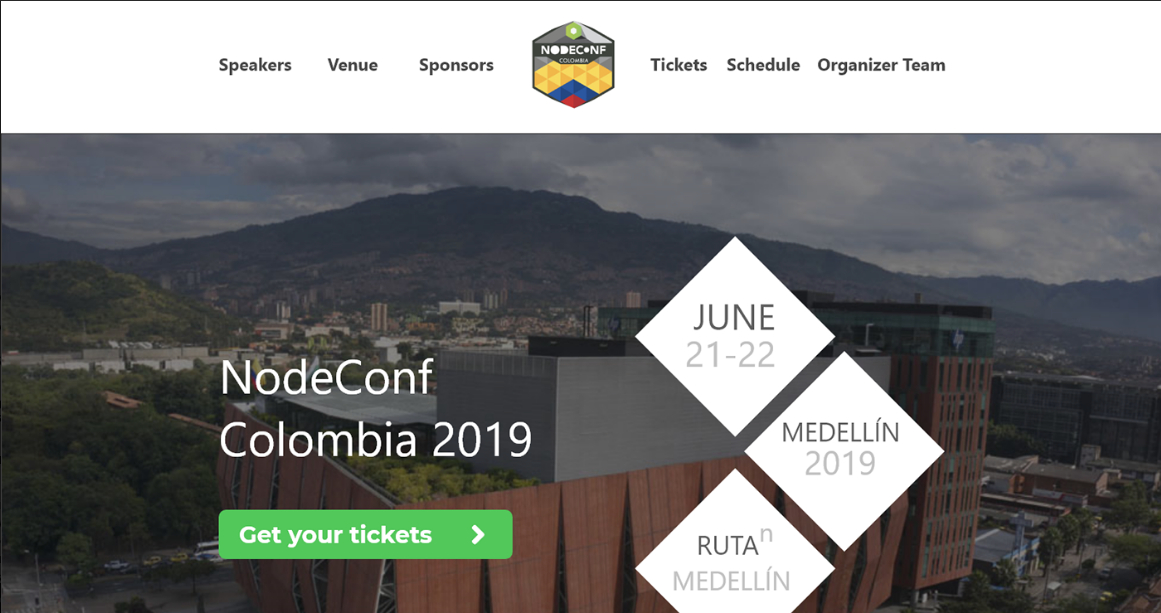 Speakers
Venue
Sponsors
NODECONF
COLOMBIA
Tickets
Schedule
Organizer Team
NodeConf
Colombia 2019
Get your tickets
JUNE
21-22
MEDELLÍN
2019
RUTAⁿ
MEDELLÍN